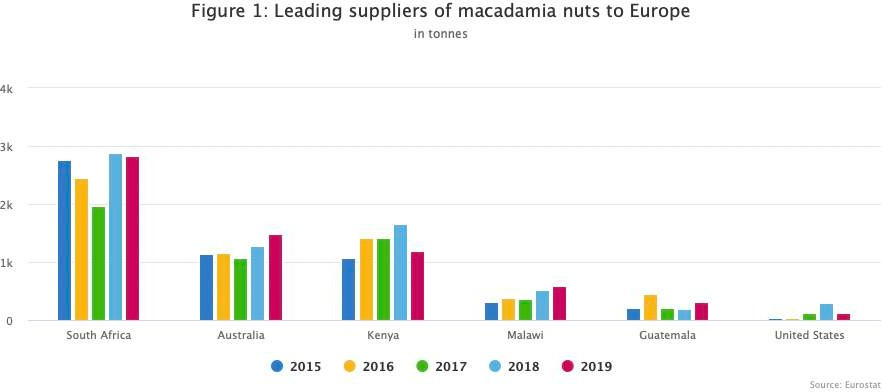 Figure 1: Leading suppliers of macadamia nuts to Europe
in tonnes
4k
3k
2k
1k
0
South Africa Australia Kenya Malawi Guatemala United States
2015 2016 2017 2018 2019
Source: Eurostat